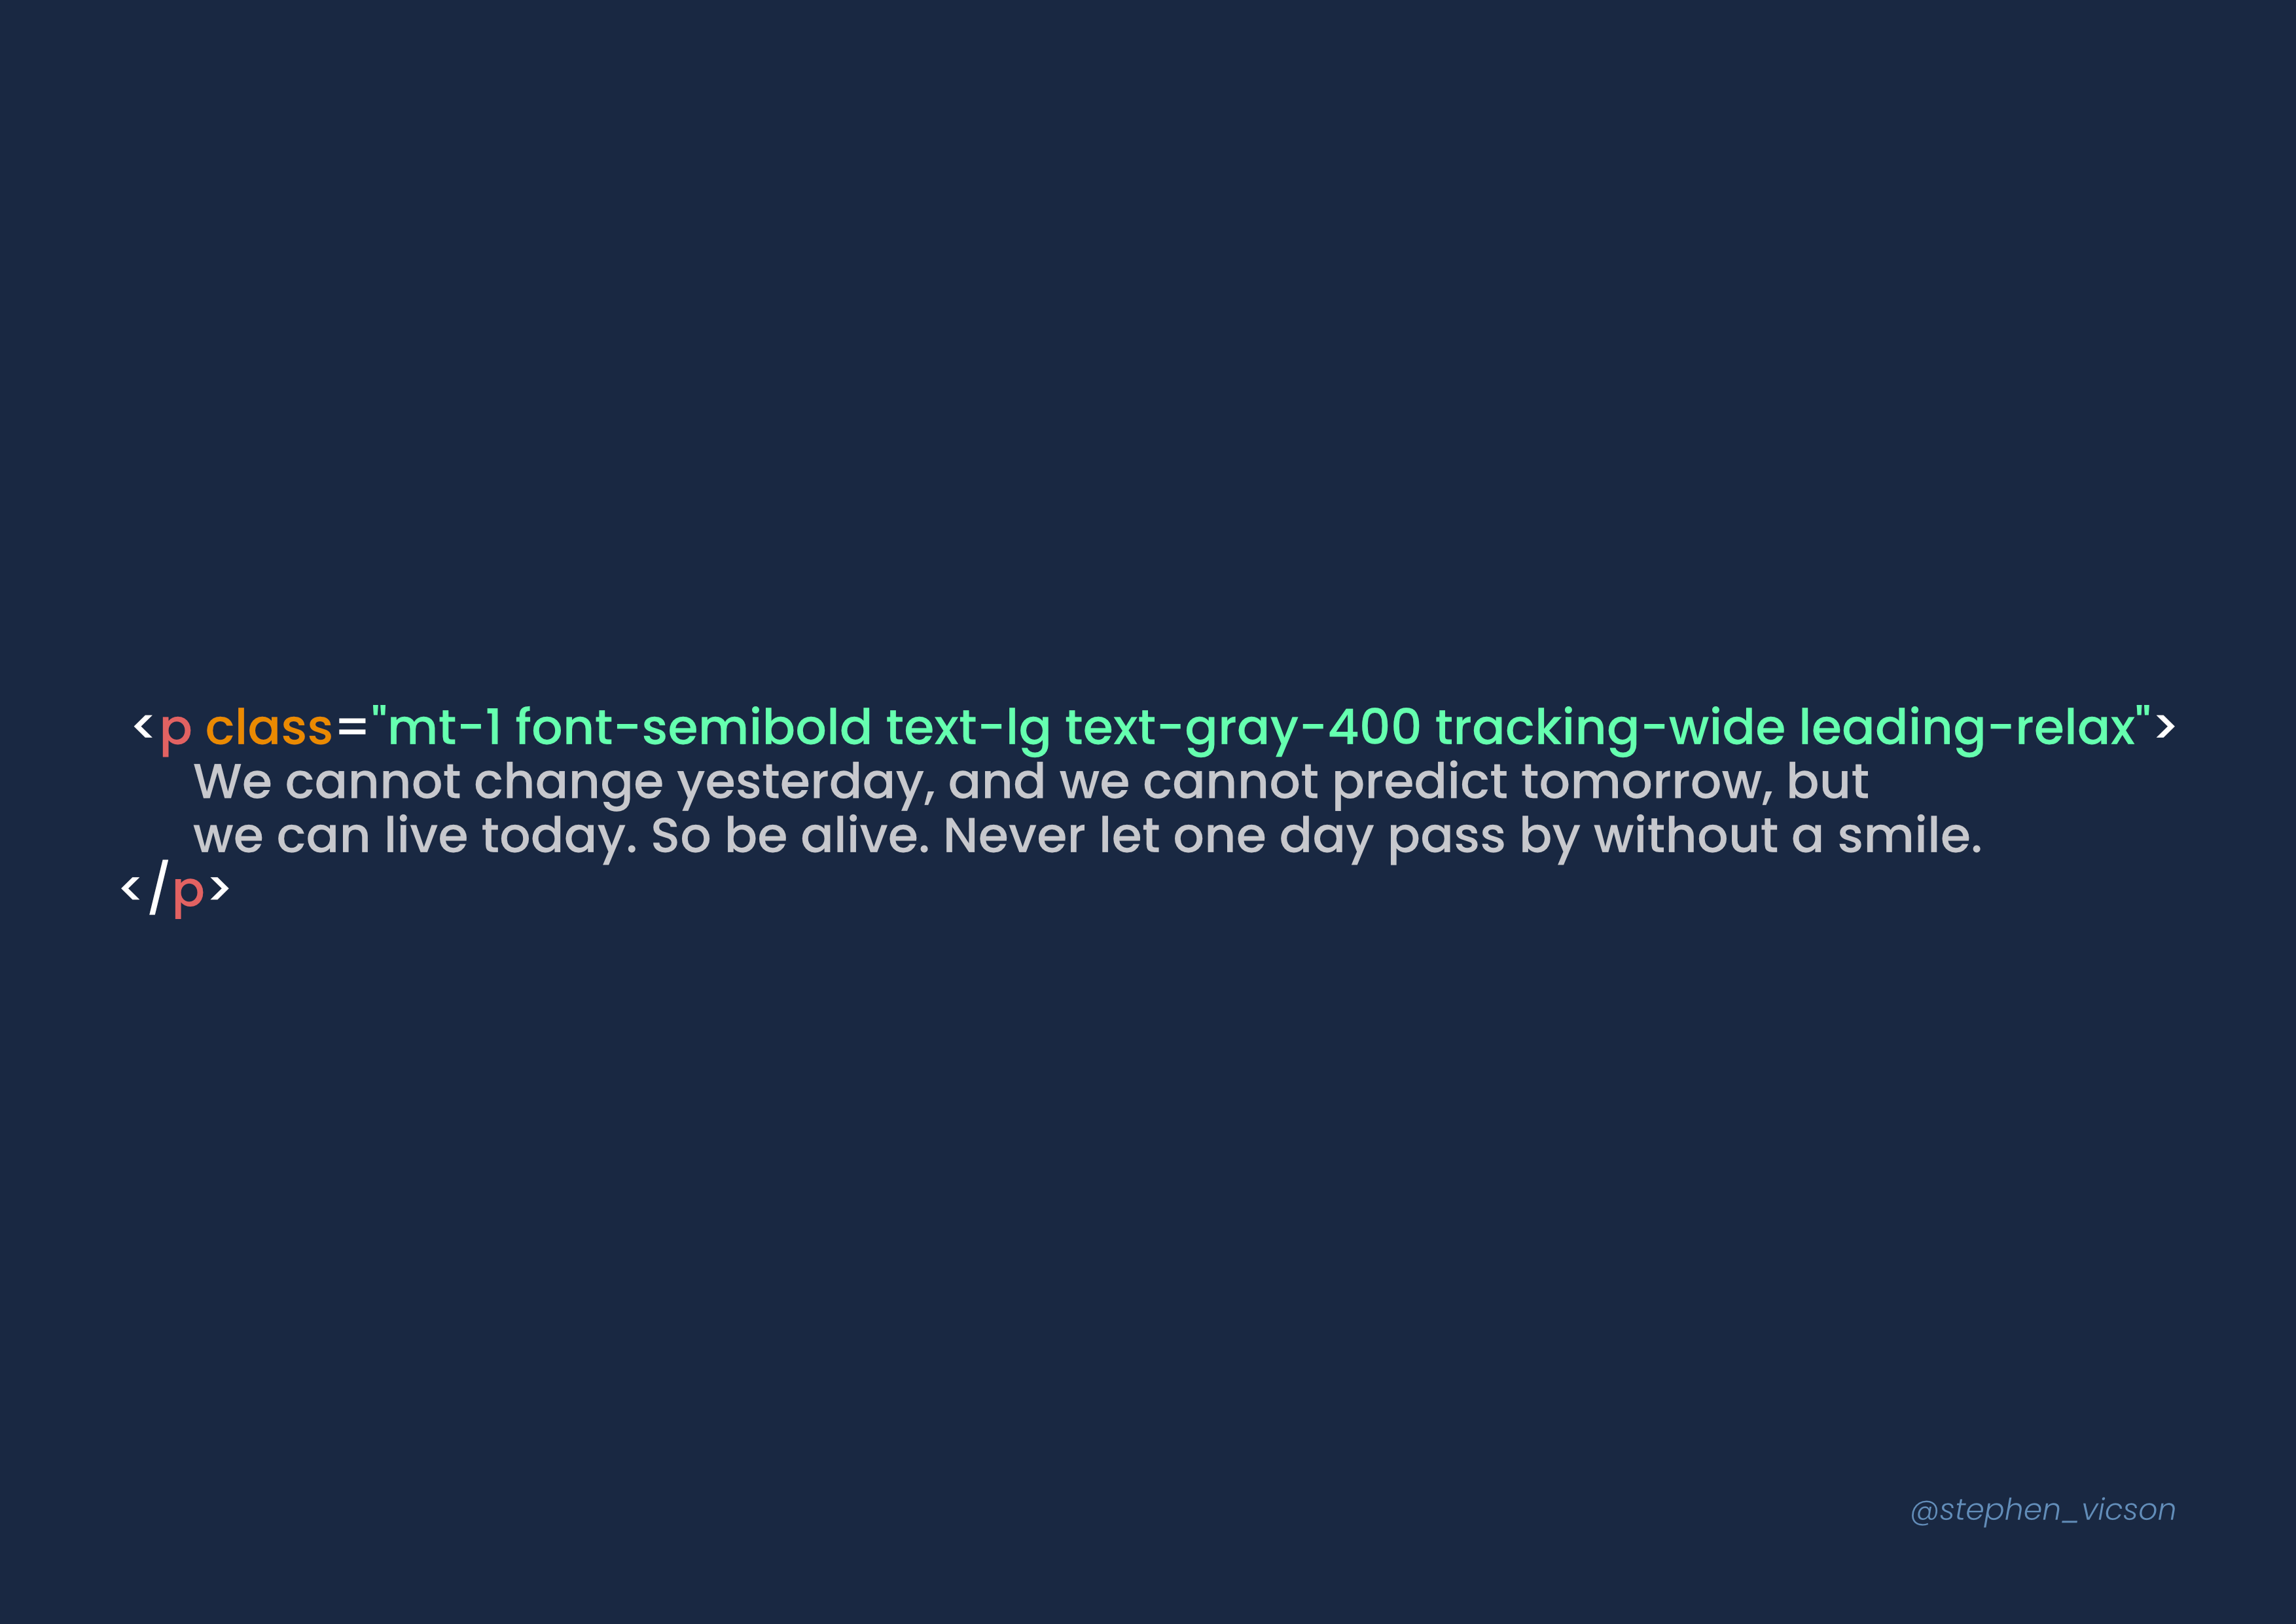 <p class="mt-1 font-semibold text-lg text-gray-400 tracking-wide leading-relax">
We cannot change yesterday, and we cannot predict tomorrow, but
we can live today. So be alive. Never let one day pass by without a smile.
</p>
@stephen_vicson